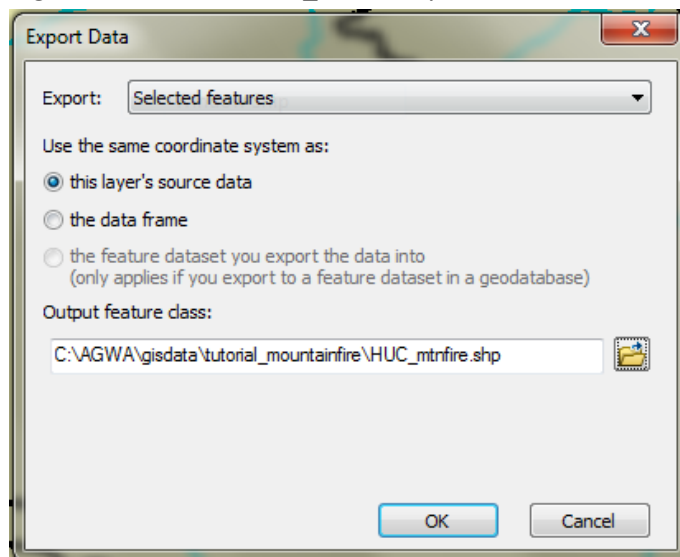 Export Data
Export: Selected features
Use the same coordinate system as:
this layer's source data
the data frame
the feature dataset you export the data into
(only applies if you export to a feature dataset in a geodatabase)
Output feature class:
C:\AGWA\gisdata\tutorial_mountainfire\HUC_mtnfire.shp
OK Cancel